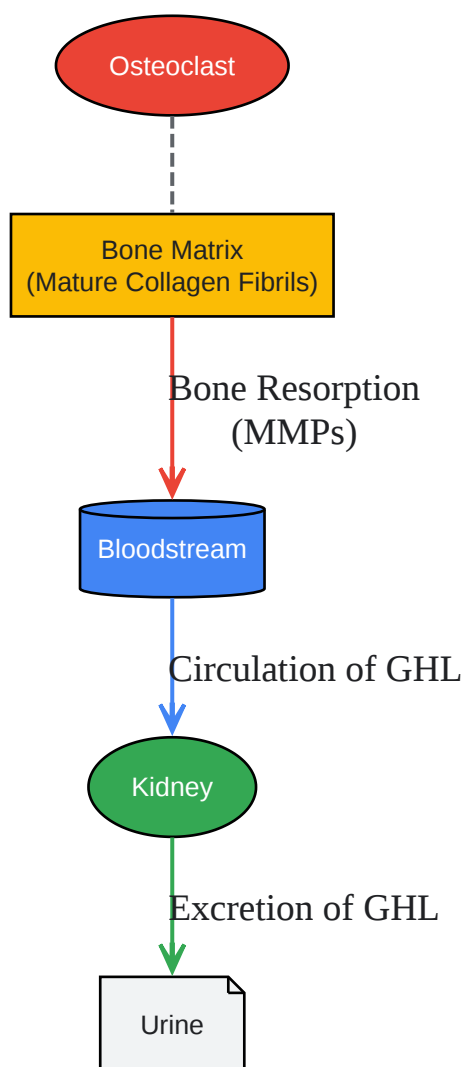 Osteoclast
Bone Matrix
(Mature Collagen Fibrils)
Bone Resorption
(MMPs)
Bloodstream
Circulation of GHL
Kidney
Excretion of GHL
Urine